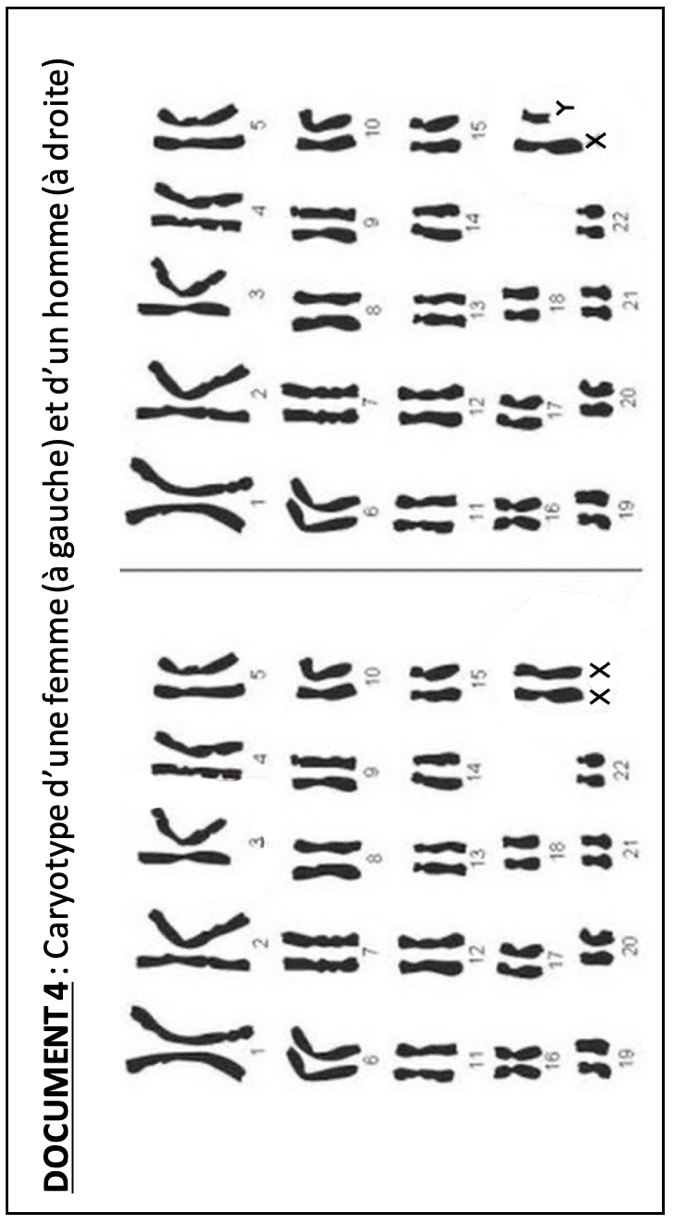 DOCUMENT 4 : Caryotype d'une femme (à gauche) et d'un homme (à droite)
1 2 3 4 5
6 7 8 9 10
11 12 13 14 15
16 17 18 X X
19 20 21 22
1 2 3 4 5
6 7 8 9 10
11 12 13 14 15
16 17 18 X Y
19 20 21 22